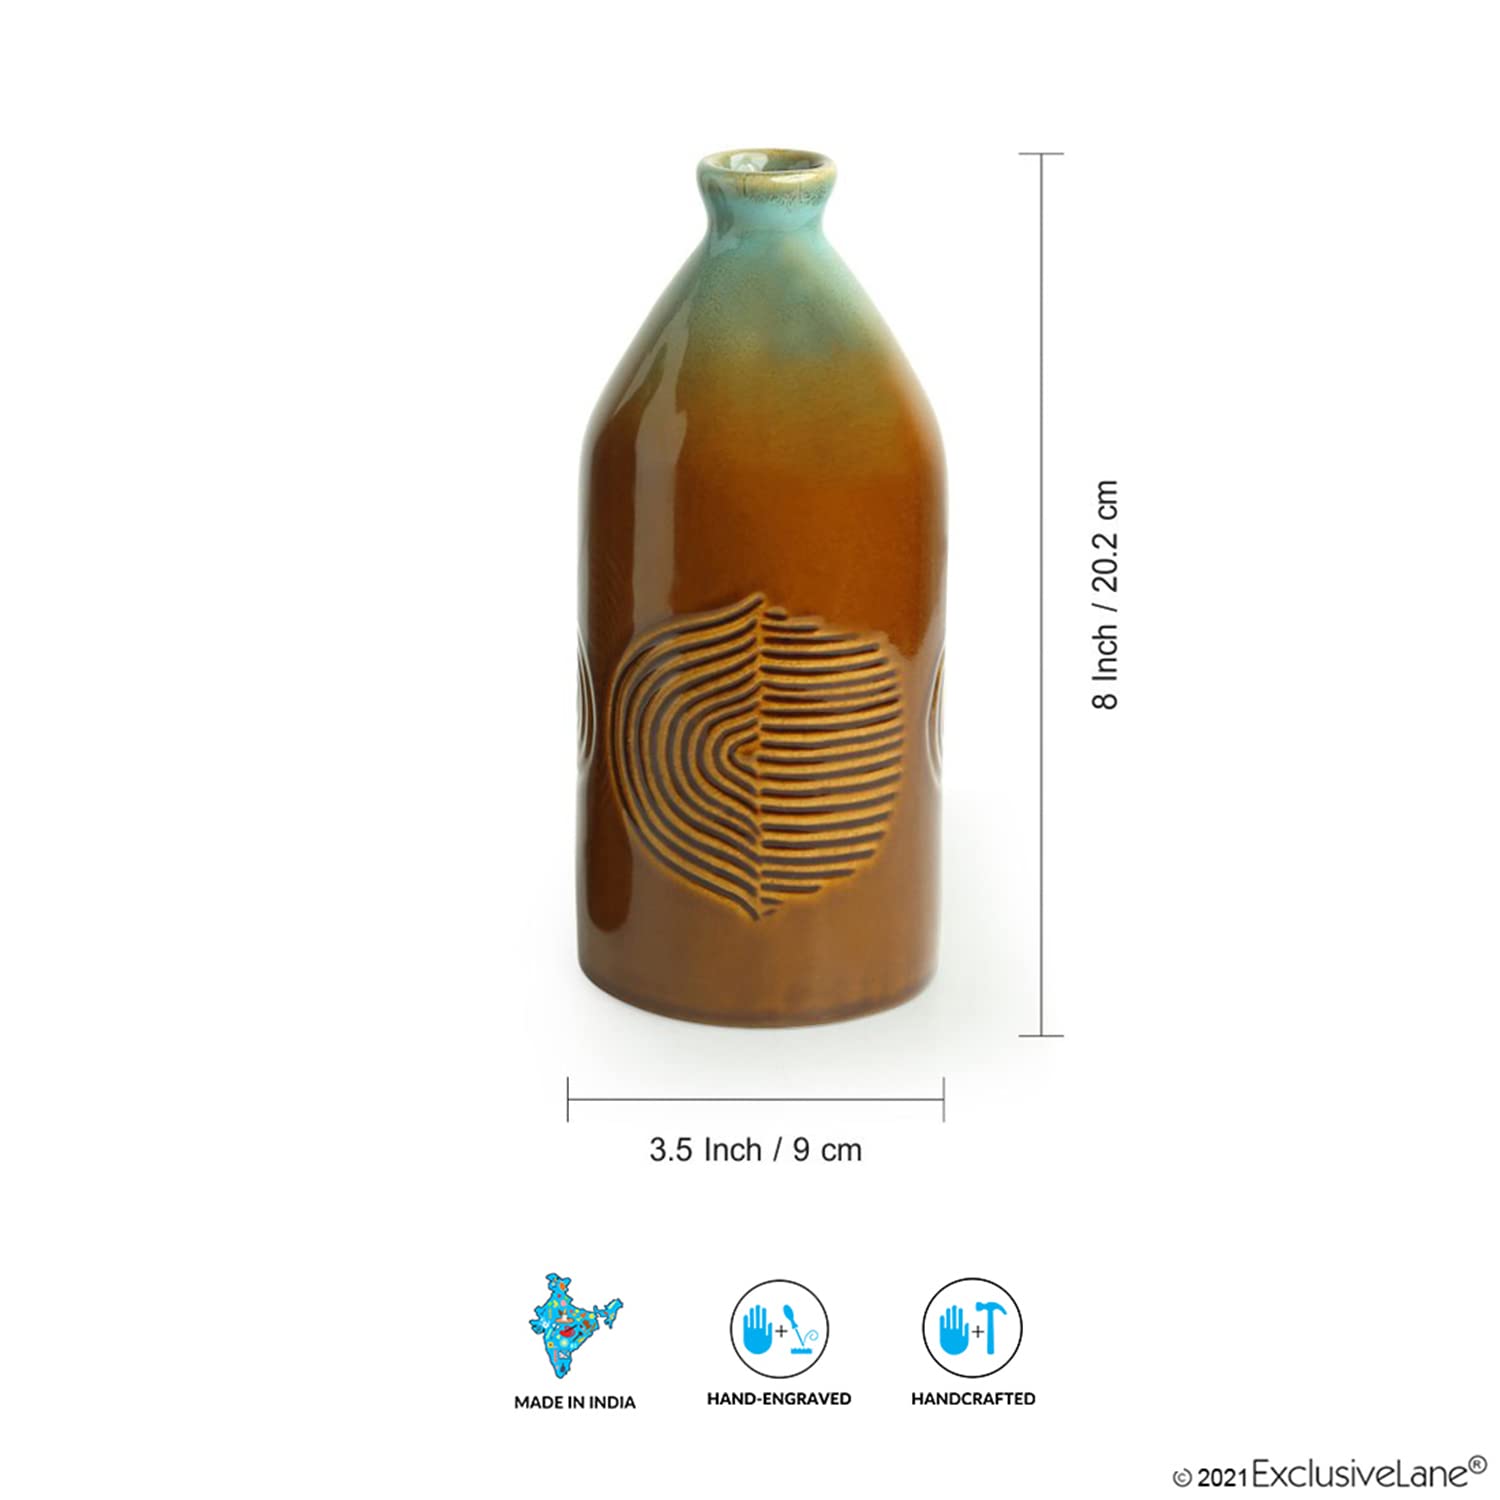 8 Inch / 20.2 cm
3.5 Inch / 9 cm
MADE IN INDIA
HAND-ENGRAVED
HANDCRAFTED
© 2021 ExclusiveLane®